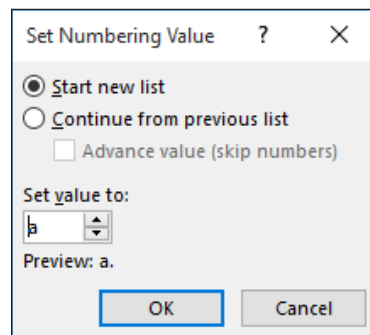 Set Numbering Value ?
Start new list
Continue from previous list
Advance value (skip numbers)
Set value to:
a
Preview: a.
OK Cancel